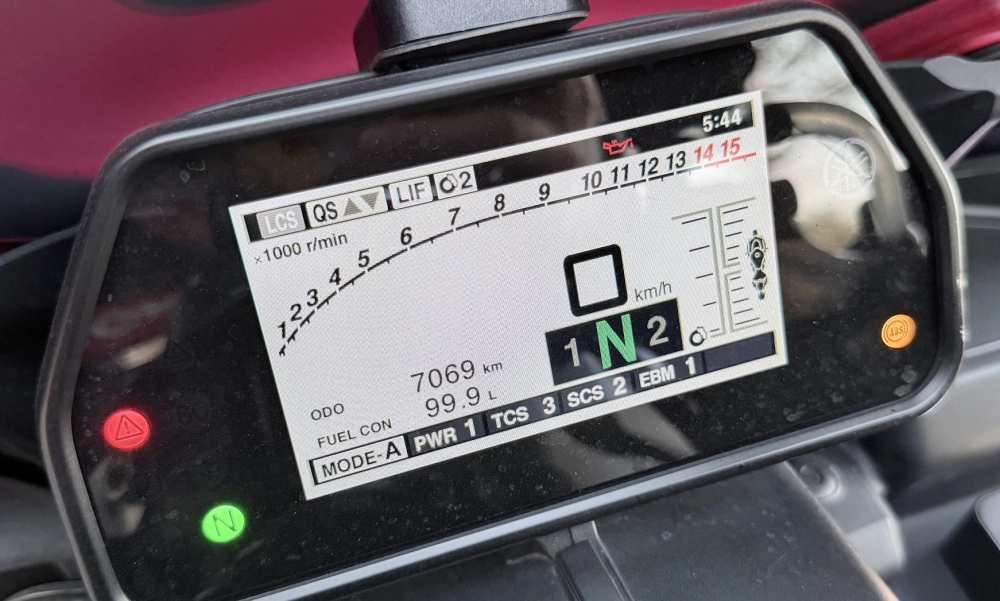 5:44
LCS QS LIF 2
×1000 r/min
1 2 3 4 5 6 7 8 9 10 11 12 13 14 15
0 km/h
1 N 2
ODO 7069 km
FUEL CON 99.9 L
MODE-A PWR 1 TCS 3 SCS 2 EBM 1
ABS
N